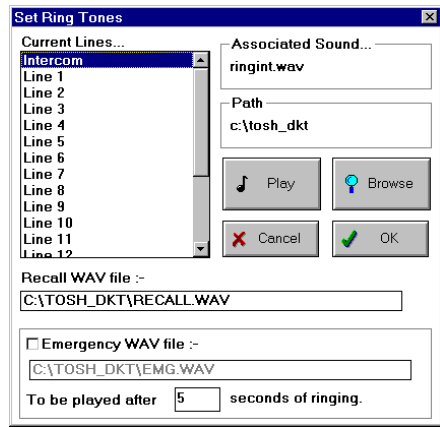 Set Ring Tones
Current Lines...
Intercom
Line 1
Line 2
Line 3
Line 4
Line 5
Line 6
Line 7
Line 8
Line 9
Line 10
Line 11
Line 12
Associated Sound...
ringint.wav
Path
c:\tosh_dkt
Play
Browse
Cancel
OK
Recall WAV file :-
C:\TOSH_DKT\RECALL.WAV
Emergency WAV file :-
C:\TOSH_DKT\EMG.WAV
To be played after 5 seconds of ringing.